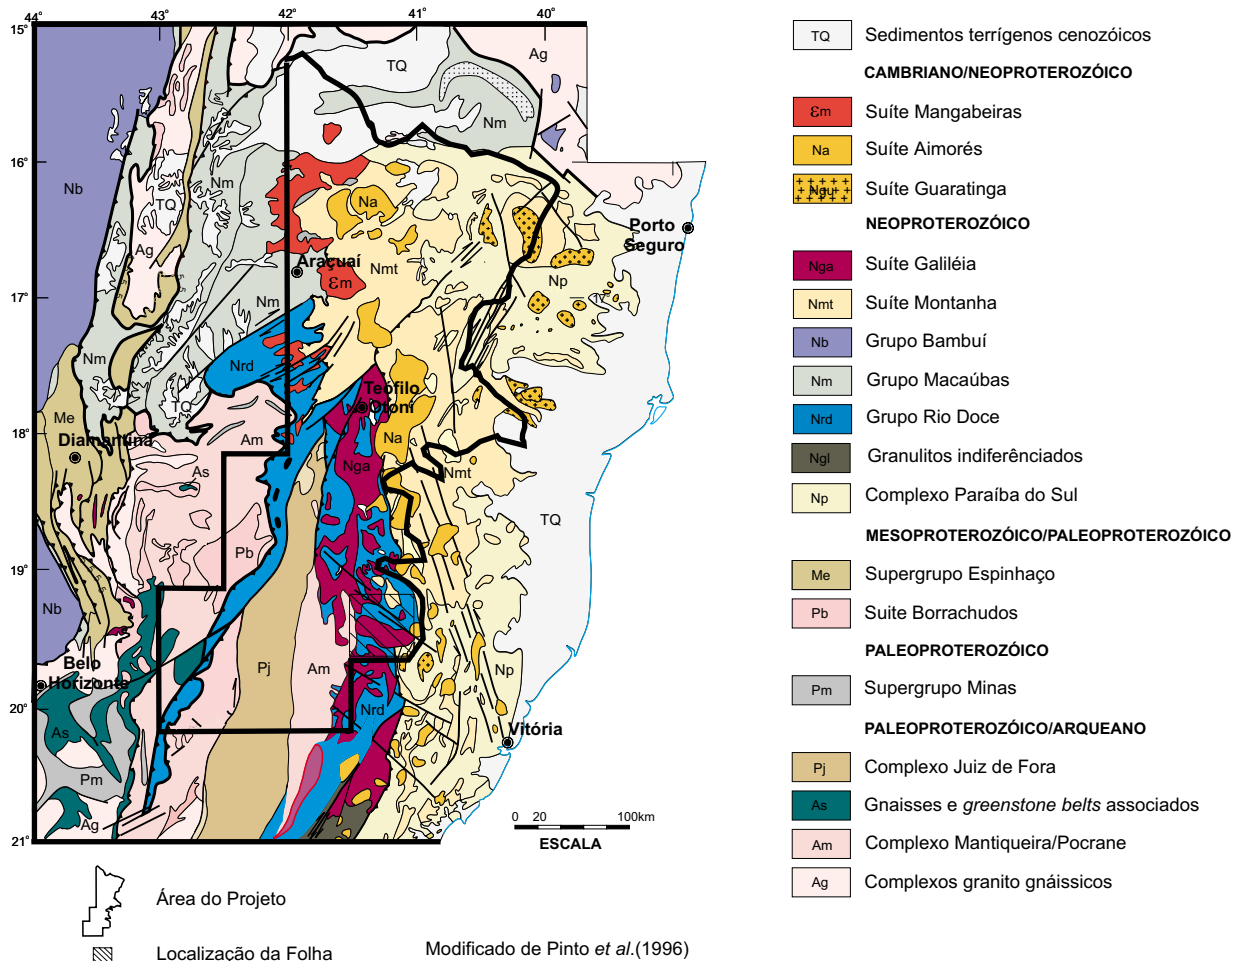 44° 43° 42° 41° 40°
15°
16°
17°
18°
19°
20°
21°
TQ
Ag
Nm
Nb
Nm
TQ
Ag
Na
Porto
Seguro
Araçuaí
Nmt
εm
Np
17°
Nm
Nm
Nrd
Teófilo
Otoni
TQ
Me
Diamantina
Am
Na
As
Nga
Nmt
TQ
Pb
Nb
Belo
Horizonte
Pj
Am
Np
Nrd
As
Vitória
Pm
Ag
0 20 100km
ESCALA
Área do Projeto
Localização da Folha
Modificado de Pinto et al.(1996)
TQ Sedimentos terrígenos cenozóicos
CAMBRIANO/NEOPROTEROZÓICO
εm Suíte Mangabeiras
Na Suíte Aimorés
Ngu Suíte Guaratinga
NEOPROTEROZÓICO
Nga Suíte Galiléia
Nmt Suíte Montanha
Nb Grupo Bambuí
Nm Grupo Macaúbas
Nrd Grupo Rio Doce
Ngl Granulitos indiferênciados
Np Complexo Paraíba do Sul
MESOPROTEROZÓICO/PALEOPROTEROZÓICO
Me Supergrupo Espinhaço
Pb Suite Borrachudos
PALEOPROTEROZÓICO
Pm Supergrupo Minas
PALEOPROTEROZÓICO/ARQUEANO
Pj Complexo Juiz de Fora
As Gnaisses e greenstone belts associados
Am Complexo Mantiqueira/Pocrane
Ag Complexos granito gnáissicos